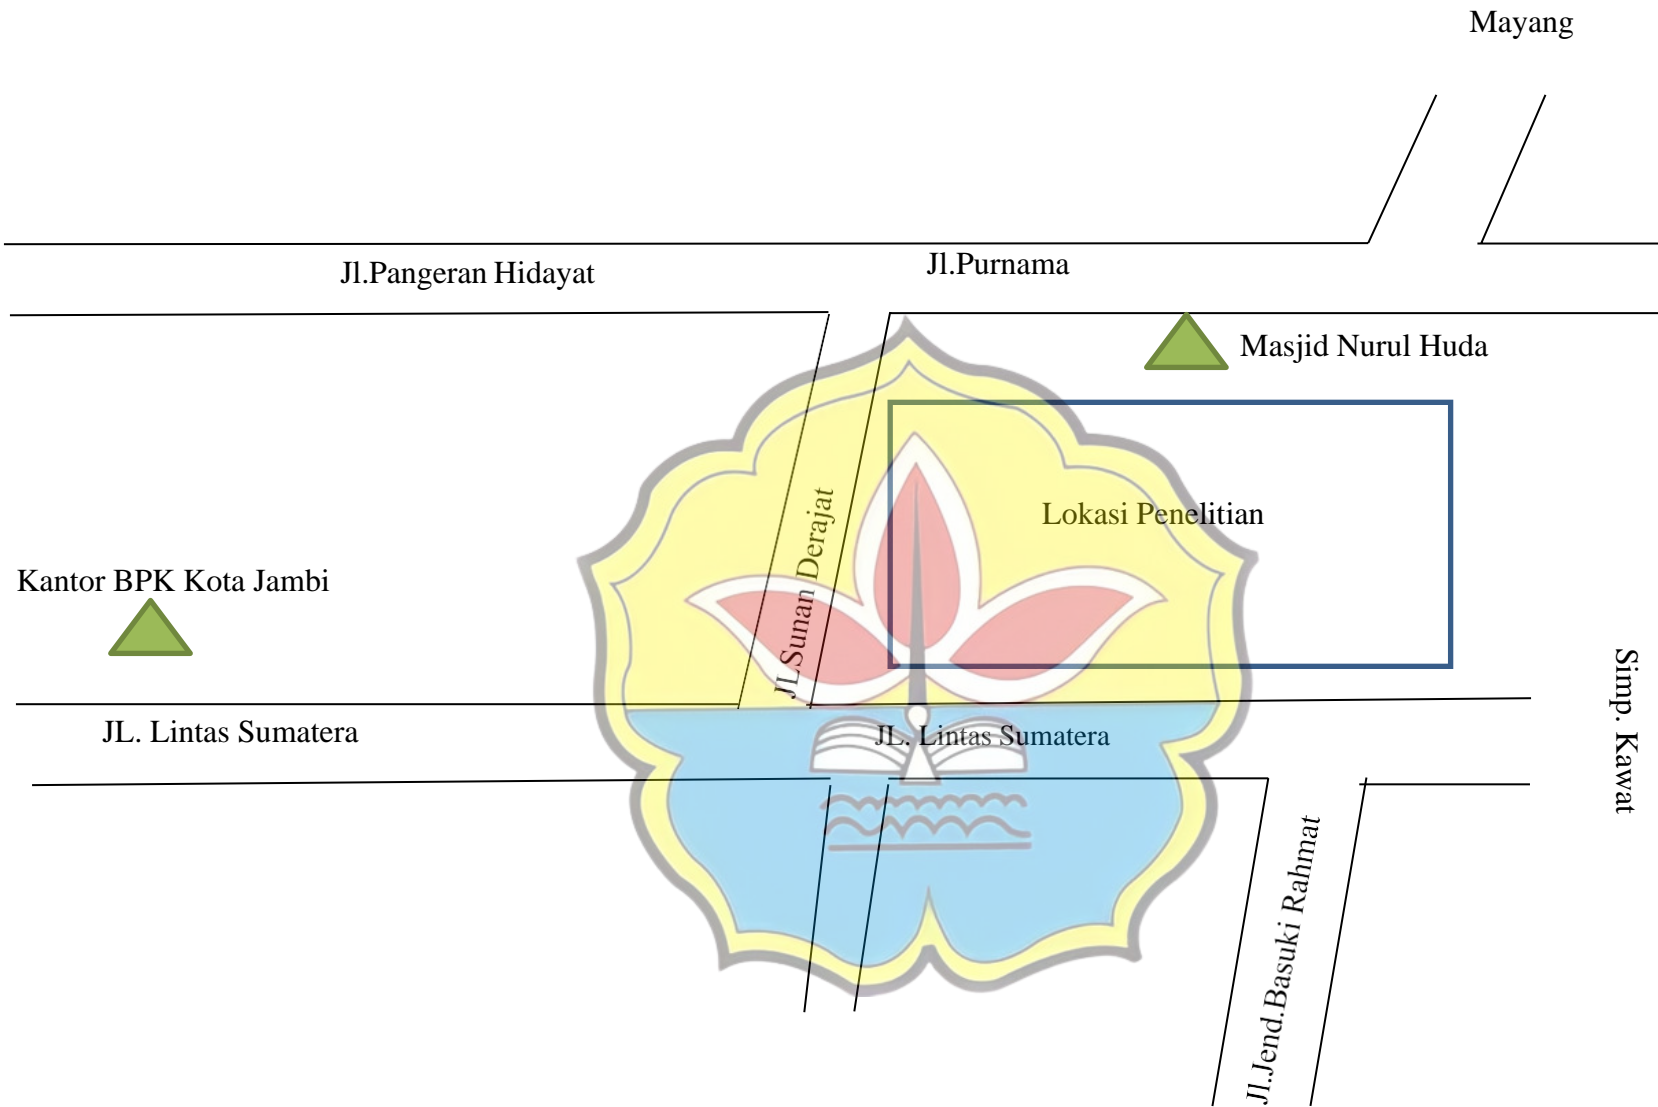 Mayang
Jl.Pangeran Hidayat
Jl.Purnama
Masjid Nurul Huda
Lokasi Penelitian
Jl.Sunan Derajat
Kantor BPK Kota Jambi
Simp. Kawat
JL. Lintas Sumatera
JL. Lintas Sumatera
Jl.Jend.Basuki Rahmat